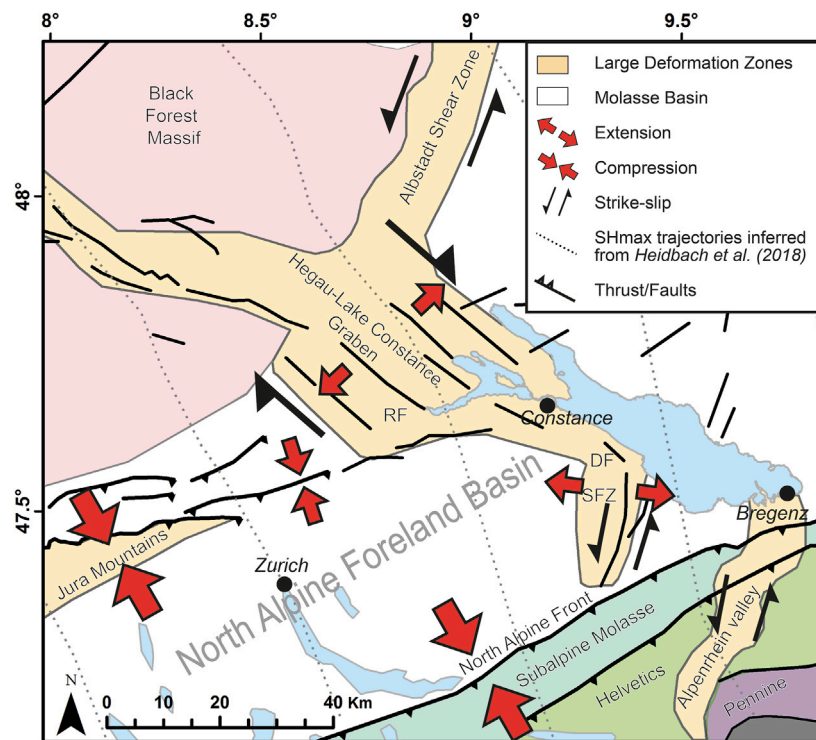 8°
8.5°
9°
9.5°
48°
47.5°
Black
Forest
Massif
Albstadt Shear Zone
Large Deformation Zones
Molasse Basin
Extension
Compression
Strike-slip
SHmax trajectories inferred
from Heidbach et al. (2018)
Thrust/Faults
Hegau-Lake Constance
Graben
RF
Constance
DF
SFZ
Bregenz
Jura Mountains
Zurich
North Alpine Foreland Basin
North Alpine Front
Subalpine Molasse
Helvetics
Alpenrhein valley
Pennine
N
0 10 20 40 Km